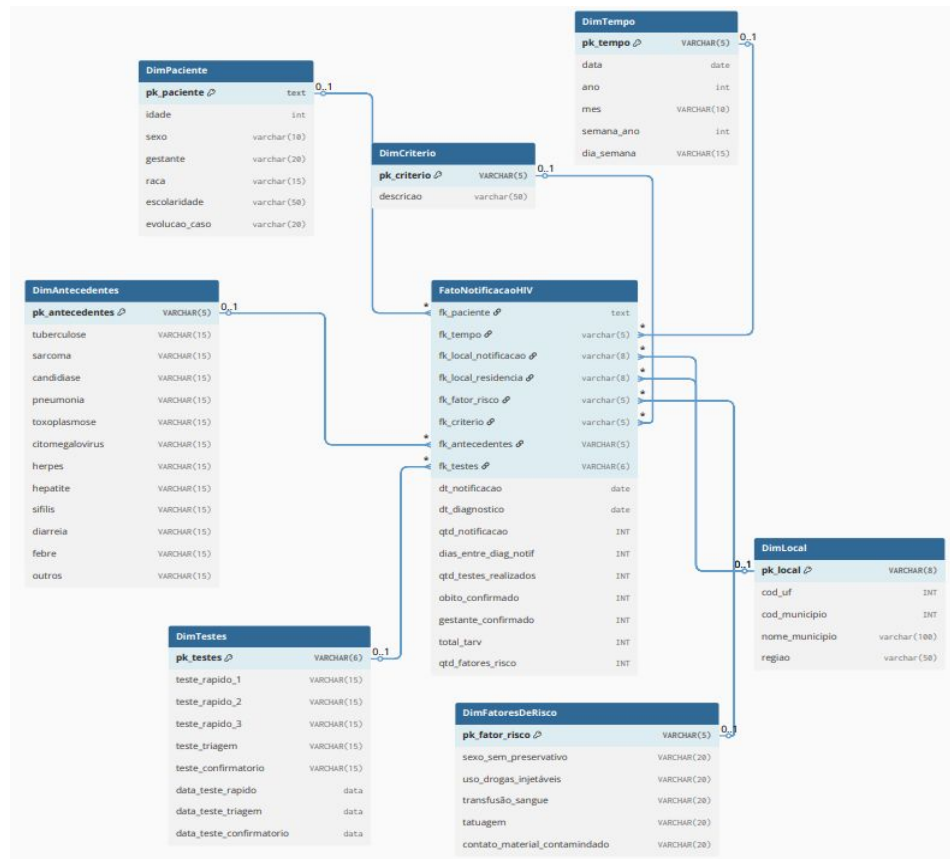 DimTempo
pk_tempo VARCHAR(5) 0..1
data date
ano int
mes VARCHAR(10)
semana_ano int
dia_semana VARCHAR(15)
DimPaciente
pk_paciente text 0..1
idade int
sexo varchar(10)
gestante varchar(20)
raca varchar(15)
escolaridade varchar(50)
evolucao_caso varchar(20)
DimCriterio
pk_criterio VARCHAR(5) 0..1
descricao varchar(50)
DimAntecedentes
pk_antecedentes VARCHAR(5) 0..1
tuberculose VARCHAR(15)
sarcoma VARCHAR(15)
candidiase VARCHAR(15)
pneumonia VARCHAR(15)
toxoplasmose VARCHAR(15)
citomegalovirus VARCHAR(15)
herpes VARCHAR(15)
hepatite VARCHAR(15)
sifilis VARCHAR(15)
diarreia VARCHAR(15)
febre VARCHAR(15)
outros VARCHAR(15)
FatoNotificacaoHIV
* fk_paciente text
fk_tempo varchar(5) *
fk_local_notificacao varchar(8) *
fk_local_residencia varchar(8) *
fk_fator_risco varchar(5) *
fk_criterio varchar(5) *
* fk_antecedentes VARCHAR(5)
* fk_testes VARCHAR(6)
dt_notificacao date
dt_diagnostico date
qtd_notificacao INT
dias_entre_diag_notif INT
qtd_testes_realizados INT
obito_confirmado INT
gestante_confirmado INT
total_tarv INT
qtd_fatores_risco INT
DimLocal
0..1 pk_local VARCHAR(8)
cod_uf INT
cod_municipio INT
nome_municipio varchar(100)
regiao varchar(50)
DimTestes
pk_testes VARCHAR(6) 0..1
teste_rapido_1 VARCHAR(15)
teste_rapido_2 VARCHAR(15)
teste_rapido_3 VARCHAR(15)
teste_triagem VARCHAR(15)
teste_confirmatorio VARCHAR(15)
data_teste_rapido data
data_teste_triagem data
data_teste_confirmatorio data
DimFatoresDeRisco
pk_fator_risco VARCHAR(5) 0..1
sexo_sem_preservativo VARCHAR(20)
uso_drogas_injetáveis VARCHAR(20)
transfusão_sangue VARCHAR(20)
tatuagem VARCHAR(20)
contato_material_contamindado VARCHAR(20)